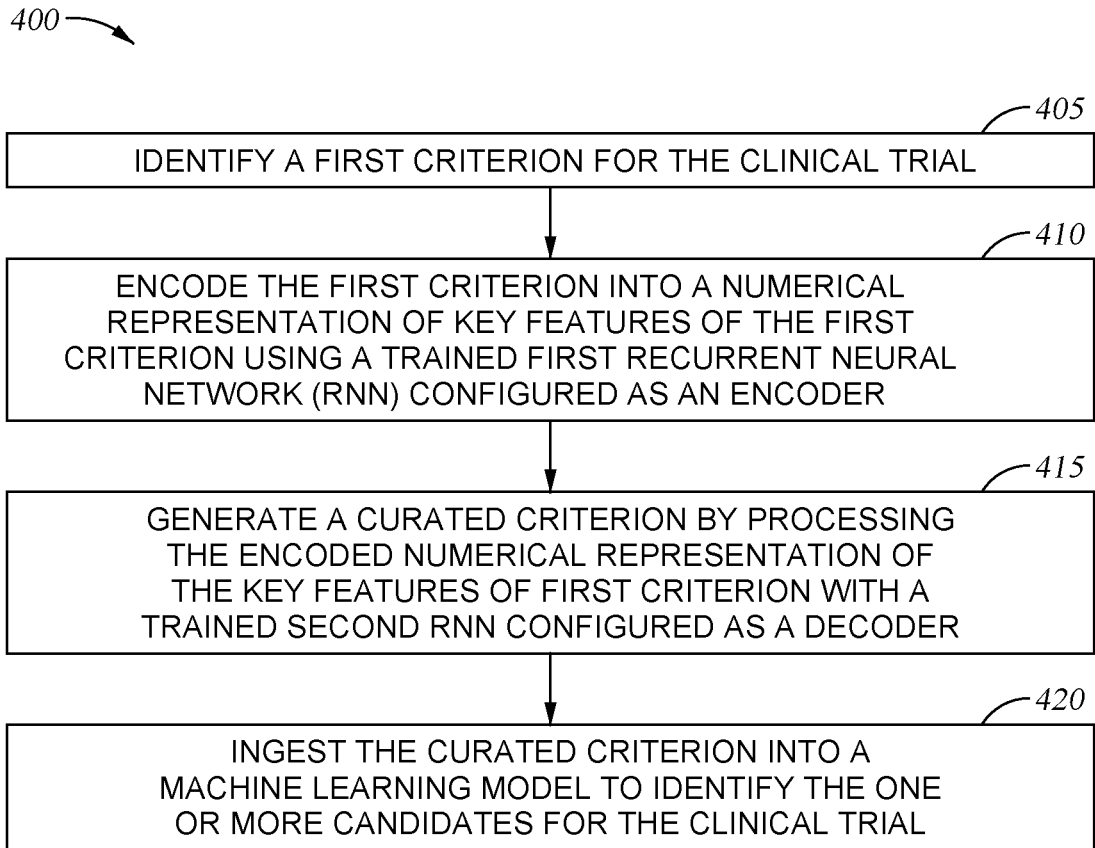 400
405
IDENTIFY A FIRST CRITERION FOR THE CLINICAL TRIAL
410
ENCODE THE FIRST CRITERION INTO A NUMERICAL
REPRESENTATION OF KEY FEATURES OF THE FIRST
CRITERION USING A TRAINED FIRST RECURRENT NEURAL
NETWORK (RNN) CONFIGURED AS AN ENCODER
415
GENERATE A CURATED CRITERION BY PROCESSING
THE ENCODED NUMERICAL REPRESENTATION OF
THE KEY FEATURES OF FIRST CRITERION WITH A
TRAINED SECOND RNN CONFIGURED AS A DECODER
420
INGEST THE CURATED CRITERION INTO A
MACHINE LEARNING MODEL TO IDENTIFY THE ONE
OR MORE CANDIDATES FOR THE CLINICAL TRIAL